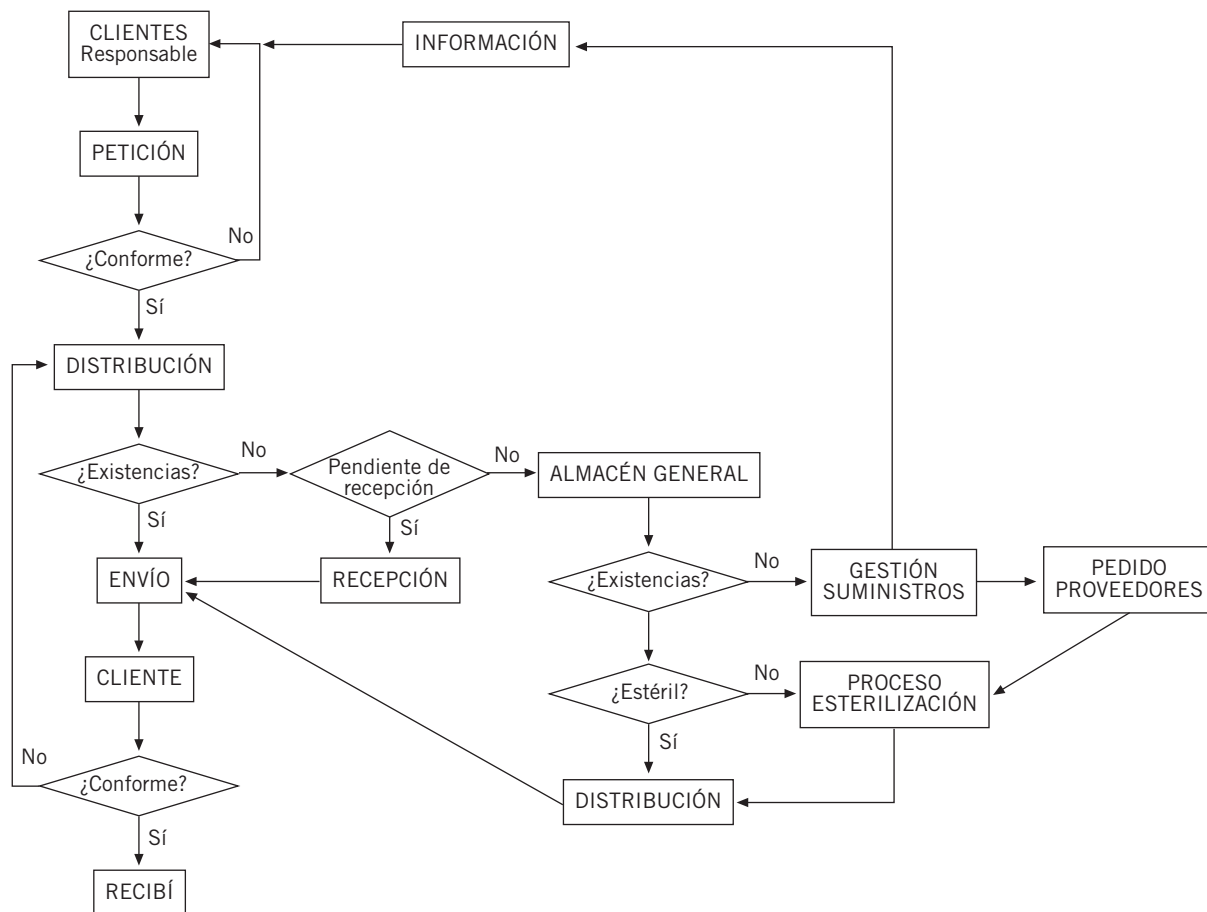 CLIENTES
Responsable
INFORMACIÓN
PETICIÓN
No
¿Conforme?
Sí
DISTRIBUCIÓN
No
No
¿Existencias?
Pendiente de
recepción
ALMACÉN GENERAL
Sí
Sí
No
ENVÍO
RECEPCIÓN
¿Existencias?
GESTIÓN
SUMINISTROS
PEDIDO
PROVEEDORES
CLIENTE
No
¿Estéril?
PROCESO
ESTERILIZACIÓN
No
Sí
¿Conforme?
DISTRIBUCIÓN
Sí
RECIBÍ